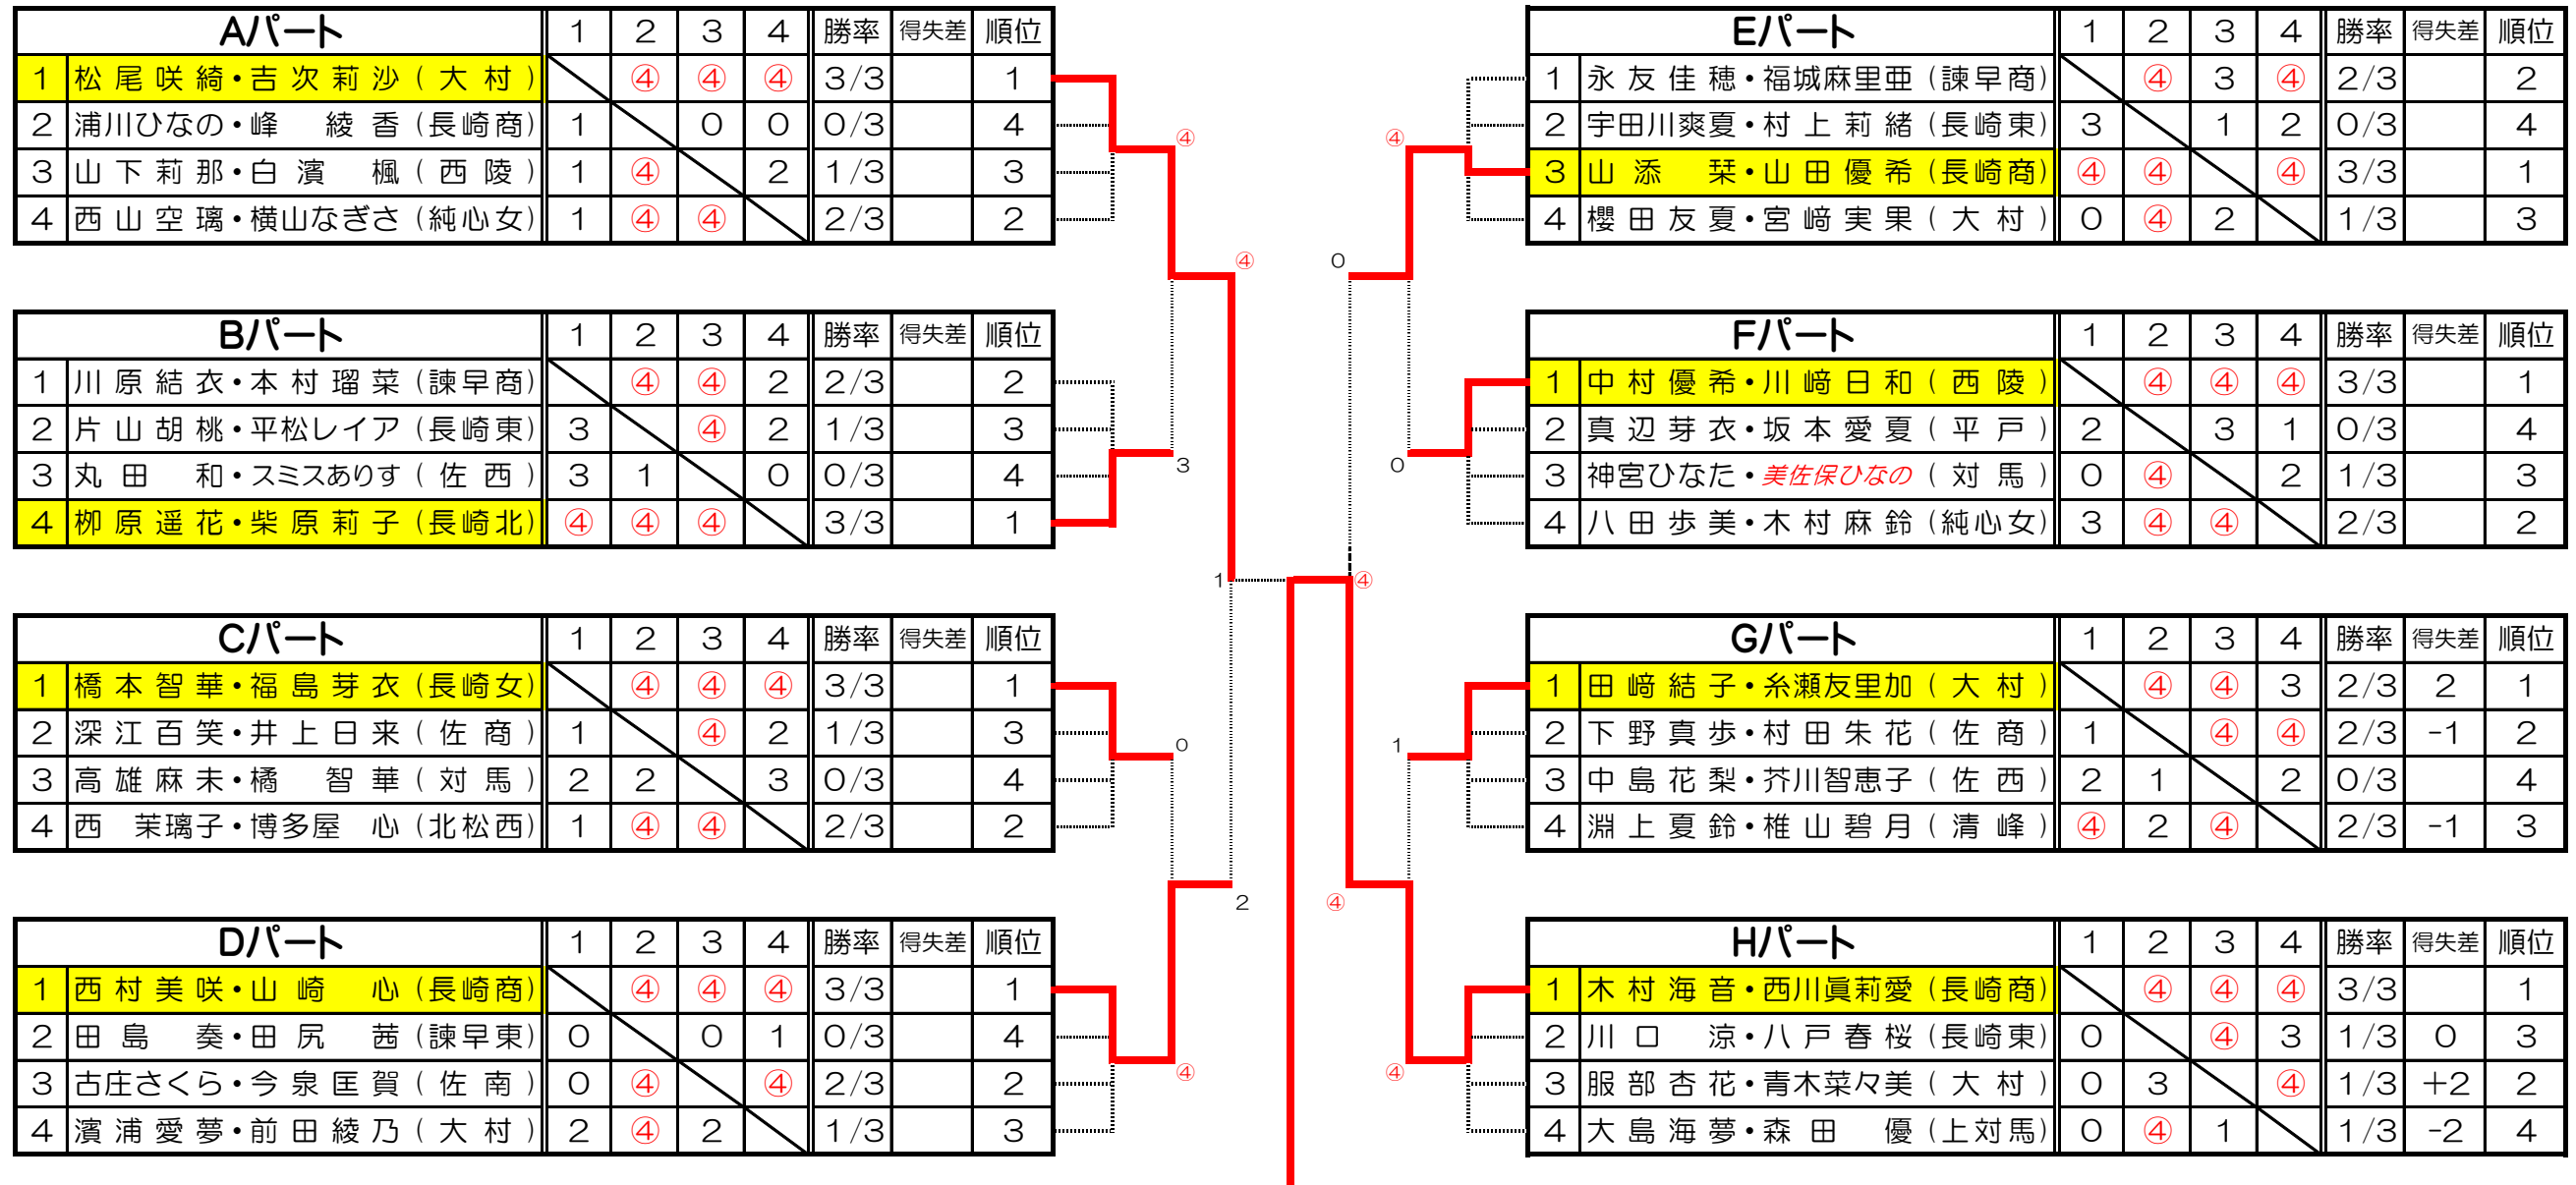 Aパート 1 2 3 4 勝率 得失差 順位
1 松尾咲綺・吉次莉沙(大村) ④ ④ ④ 3/3 1
2 浦川ひなの・峰 綾香(長崎商) 1 0 0 0/3 4
3 山下莉那・白濱 楓(西陵) 1 ④ 2 1/3 3
4 西山空璃・横山なぎさ(純心女) 1 ④ ④ 2/3 2
Bパート 1 2 3 4 勝率 得失差 順位
1 川原結衣・本村瑠菜(諫早商) ④ ④ 2 2/3 2
2 片山胡桃・平松レイア(長崎東) 3 ④ 2 1/3 3
3 丸田 和・スミスありす(佐西) 3 1 0 0/3 4
4 栁原遥花・柴原莉子(長崎北) ④ ④ ④ 3/3 1
Cパート 1 2 3 4 勝率 得失差 順位
1 橋本智華・福島芽衣(長崎女) ④ ④ ④ 3/3 1
2 深江百笑・井上日来(佐商) 1 ④ 2 1/3 3
3 高雄麻未・橘 智華(対馬) 2 2 3 0/3 4
4 西 茉璃子・博多屋 心(北松西) 1 ④ ④ 2/3 2
Dパート 1 2 3 4 勝率 得失差 順位
1 西村美咲・山崎 心(長崎商) ④ ④ ④ 3/3 1
2 田島 奏・田尻 茜(諫早東) 0 0 1 0/3 4
3 古庄さくら・今泉匡賀(佐南) 0 ④ ④ 2/3 2
4 濱浦愛夢・前田綾乃(大村) 2 ④ 2 1/3 3
④
④
3
1
0
2
④
④
0
0
④
1
④
④
Eパート 1 2 3 4 勝率 得失差 順位
1 永友佳穂・福城麻里亜(諫早商) ④ 3 ④ 2/3 2
2 宇田川爽夏・村上莉緒(長崎東) 3 1 2 0/3 4
3 山添 栞・山田優希(長崎商) ④ ④ ④ 3/3 1
4 櫻田友夏・宮﨑実果(大村) 0 ④ 2 1/3 3
Fパート 1 2 3 4 勝率 得失差 順位
1 中村優希・川﨑日和(西陵) ④ ④ ④ 3/3 1
2 真辺芽衣・坂本愛夏(平戸) 2 3 1 0/3 4
3 神宮ひなた・美佐保ひなの(対馬) 0 ④ 2 1/3 3
4 八田歩美・木村麻鈴(純心女) 3 ④ ④ 2/3 2
Gパート 1 2 3 4 勝率 得失差 順位
1 田﨑結子・糸瀬友里加(大村) ④ ④ 3 2/3 2 1
2 下野真歩・村田朱花(佐商) 1 ④ ④ 2/3 -1 2
3 中島花梨・芥川智恵子(佐西) 2 1 2 0/3 4
4 淵上夏鈴・椎山碧月(清峰) ④ 2 ④ 2/3 -1 3
Hパート 1 2 3 4 勝率 得失差 順位
1 木村海音・西川眞莉愛(長崎商) ④ ④ ④ 3/3 1
2 川口 涼・八戸春桜(長崎東) 0 ④ 3 1/3 0 3
3 服部杏花・青木菜々美(大村) 0 3 ④ 1/3 +2 2
4 大島海夢・森田 優(上対馬) 0 ④ 1 1/3 -2 4